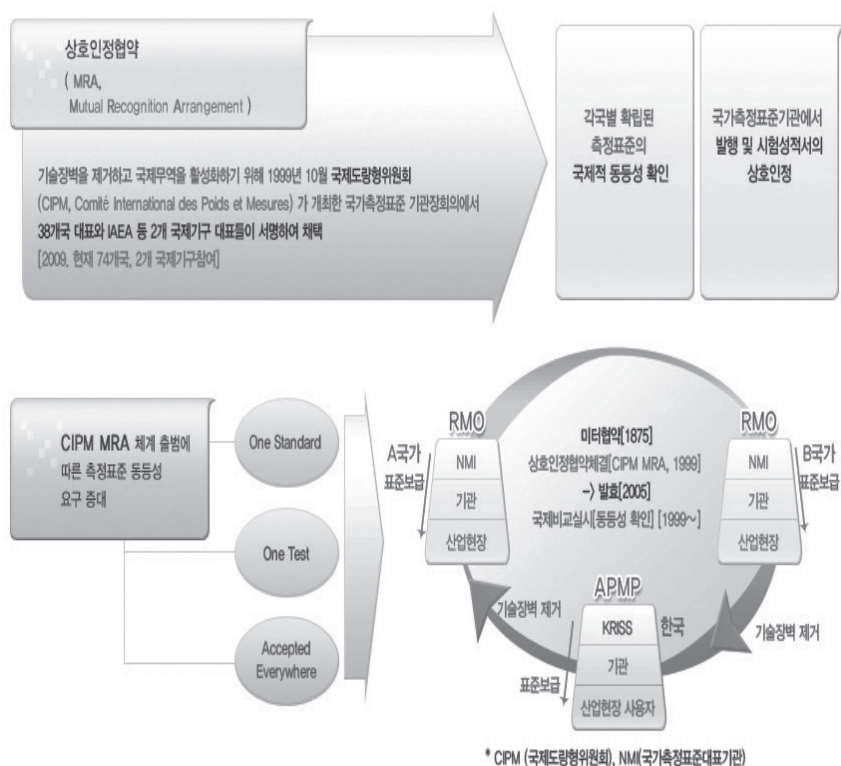 상호인정협약
( MRA,
Mutual Recognition Arrangement )
기술장벽을 제거하고 국제무역을 활성화하기 위해 1999년 10월 국제도량형위원회
(CIPM, Comité International des Poids et Mesures) 가 개최한 국가측정표준 기관장회의에서
38개국 대표와 IAEA 등 2개 국제기구 대표들이 서명하여 채택
[2009. 현재 74개국, 2개 국제기구참여]
각국별 확립된
측정표준의
국제적 동등성 확인
국가측정표준기관에서
발행 및 시험성적서의
상호인정
CIPM MRA 체계 출범에
따른 측정표준 동등성
요구 증대
One Standard
One Test
Accepted
Everywhere
RMO
A국가
표준보급
NMI
기관
산업현장
미터협약[1875]
상호인정협약체결[CIPM MRA, 1999]
-> 발효[2005]
국제비교실시[동등성 확인] [1999~]
RMO
B국가
표준보급
NMI
기관
산업현장
기술장벽 제거
APMP
KRISS
한국
기관
표준보급
산업현장 사용자
기술장벽 제거
* CIPM (국제도량형위원회), NMI(국가측정표준대표기관)